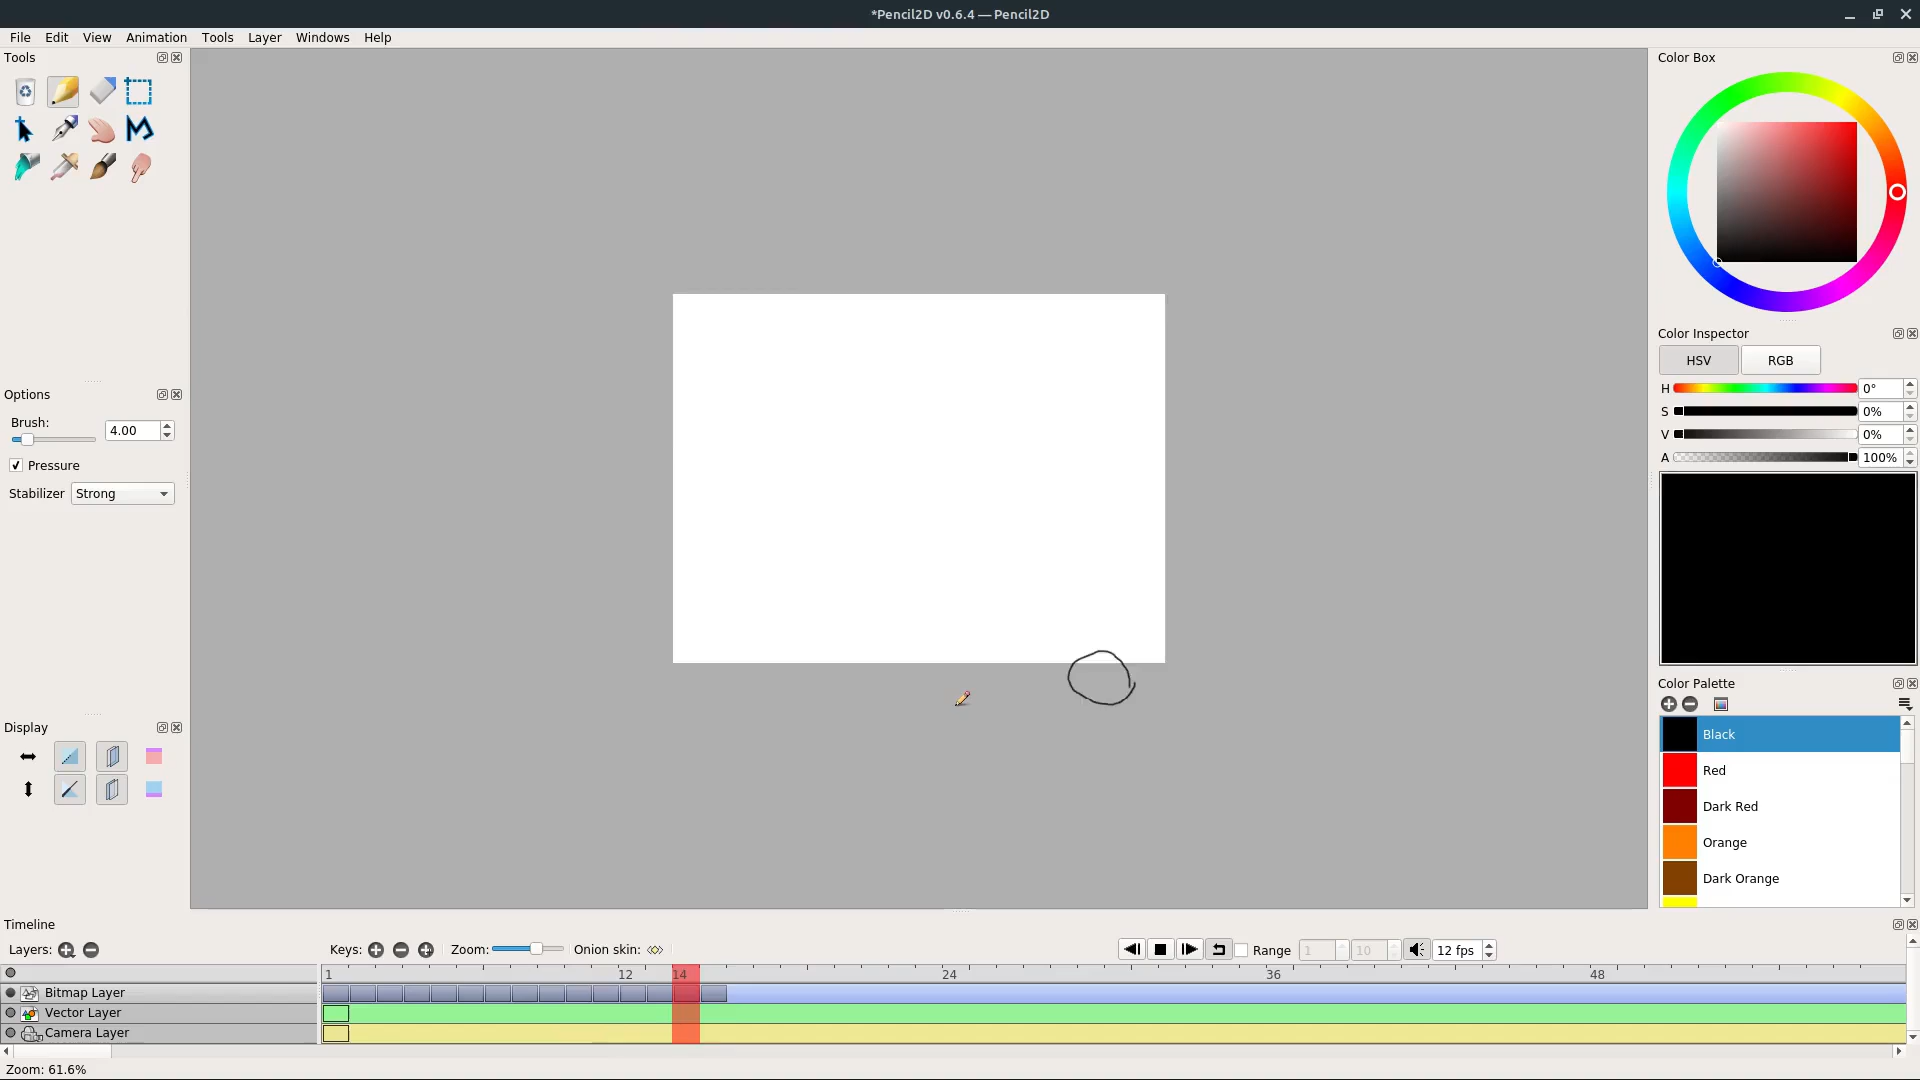 *Pencil2D v0.6.4 — Pencil2D
File Edit View Animation Tools Layer Windows Help
Tools
Options
Brush: 4.00
Pressure
Stabilizer Strong
Display
Color Box
Color Inspector
HSV RGB
H 0°
S 0%
V 0%
A 100%
Color Palette
Black
Red
Dark Red
Orange
Dark Orange
Timeline
Layers: Keys: Zoom: Onion skin: Range 1 10 12 fps
1 12 14 24 36 48
Bitmap Layer
Vector Layer
Camera Layer
Zoom: 61.6%